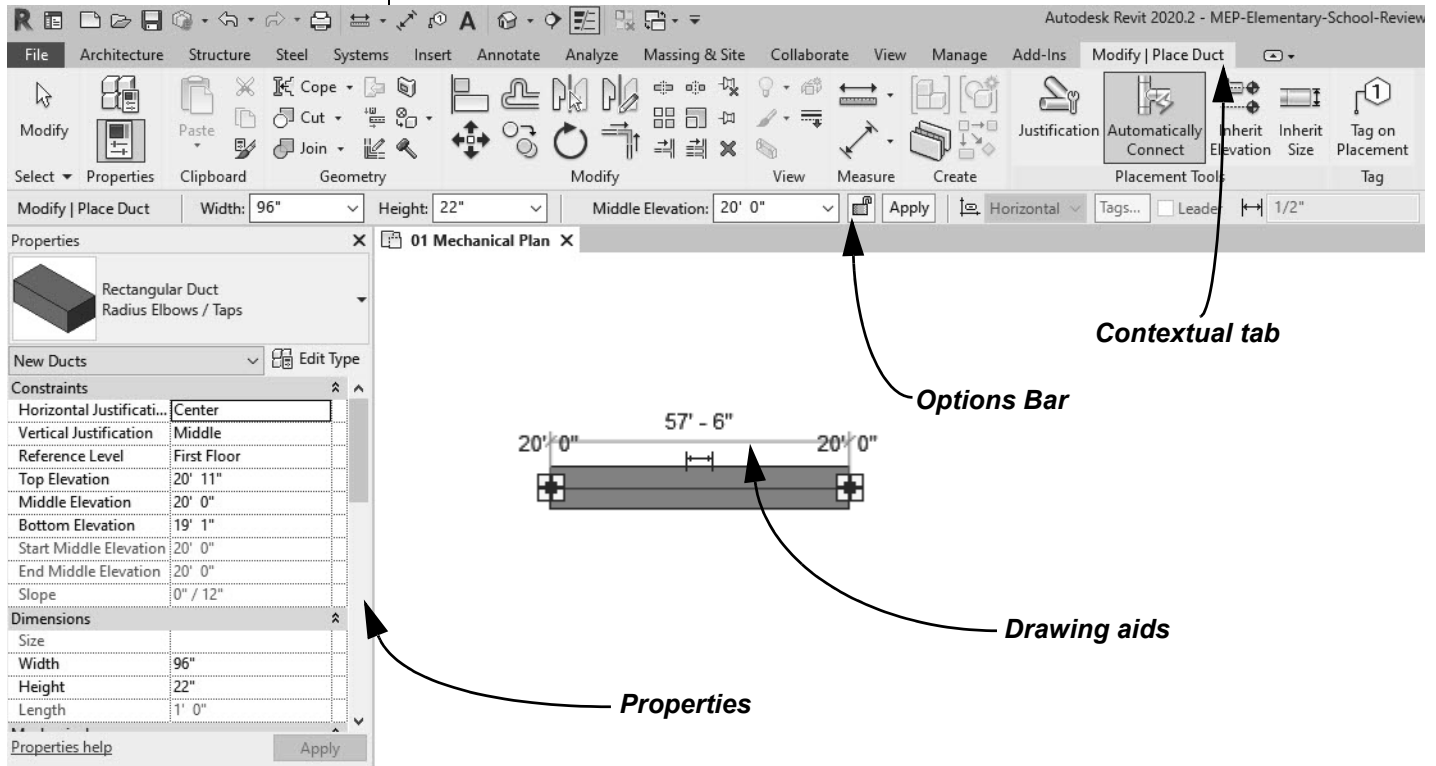 Autodesk Revit 2020.2 - MEP-Elementary-School-Review
File Architecture Structure Steel Systems Insert Annotate Analyze Massing & Site Collaborate View Manage Add-Ins Modify | Place Duct
Modify Paste Cope Cut Join Justification Automatically Connect Inherit Elevation Inherit Size Tag on Placement
Select Properties Clipboard Geometry Modify View Measure Create Placement Tools Tag
Modify | Place Duct Width: 96" Height: 22" Middle Elevation: 20' 0" Apply Horizontal Tags... Leader 1/2"
Properties 01 Mechanical Plan
Rectangular Duct
Radius Elbows / Taps
New Ducts Edit Type
Constraints
Horizontal Justificati... Center
Vertical Justification Middle
Reference Level First Floor
Top Elevation 20' 11"
Middle Elevation 20' 0"
Bottom Elevation 19' 1"
Start Middle Elevation 20' 0"
End Middle Elevation 20' 0"
Slope 0" / 12"
Dimensions
Size
Width 96"
Height 22"
Length 1' 0"
Properties help Apply
57' - 6"
20' 0" 20' 0"
Contextual tab
Options Bar
Drawing aids
Properties